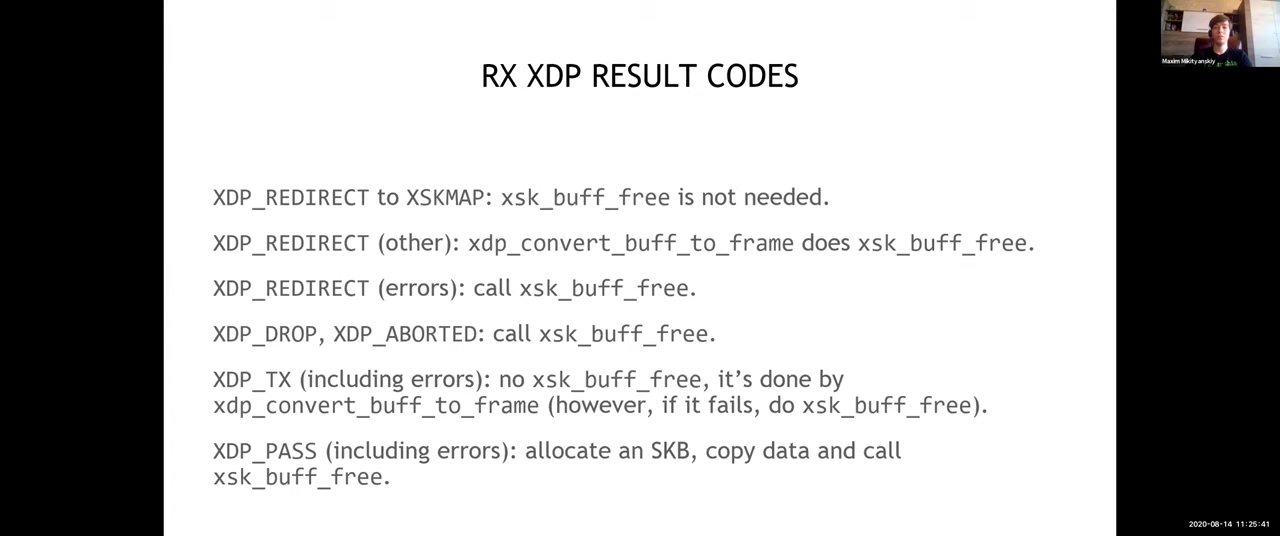 RX XDP RESULT CODES
Maxim Mikityanskiy
XDP_REDIRECT to XSKMAP: xsk_buff_free is not needed.
XDP_REDIRECT (other): xdp_convert_buff_to_frame does xsk_buff_free.
XDP_REDIRECT (errors): call xsk_buff_free.
XDP_DROP, XDP_ABORTED: call xsk_buff_free.
XDP_TX (including errors): no xsk_buff_free, it’s done by
xdp_convert_buff_to_frame (however, if it fails, do xsk_buff_free).
XDP_PASS (including errors): allocate an SKB, copy data and call
xsk_buff_free.
2020-08-14 11:25:41